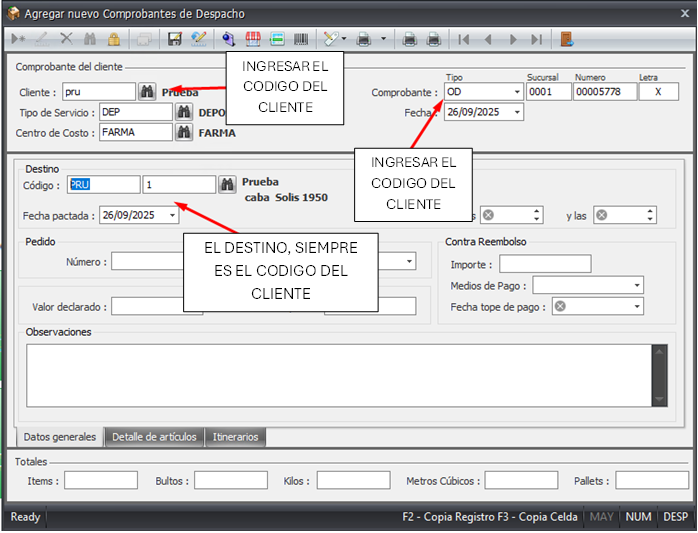 Agregar nuevo Comprobantes de Despacho
Comprobante del cliente
Cliente : pru Prueba
INGRESAR EL
CODIGO DEL
CLIENTE
Tipo Sucursal Numero Letra
Comprobante : OD 0001 00005778 X
Tipo de Servicio : DEP DEPO
Fecha : 26/09/2025
Centro de Costo : FARMA FARMA
INGRESAR EL
CODIGO DEL
CLIENTE
Destino
Código : PRU 1 Prueba
caba Solis 1950
Fecha pactada : 26/09/2025
y las
EL DESTINO, SIEMPRE
ES EL CODIGO DEL
CLIENTE
Pedido
Número :
Contra Reembolso
Importe :
Medios de Pago :
Valor declarado :
Fecha tope de pago :
Observaciones
Datos generales Detalle de artículos Itinerarios
Totales
Items : Bultos : Kilos : Metros Cúbicos : Pallets :
Ready F2 - Copia Registro F3 - Copia Celda MAY NUM DESP